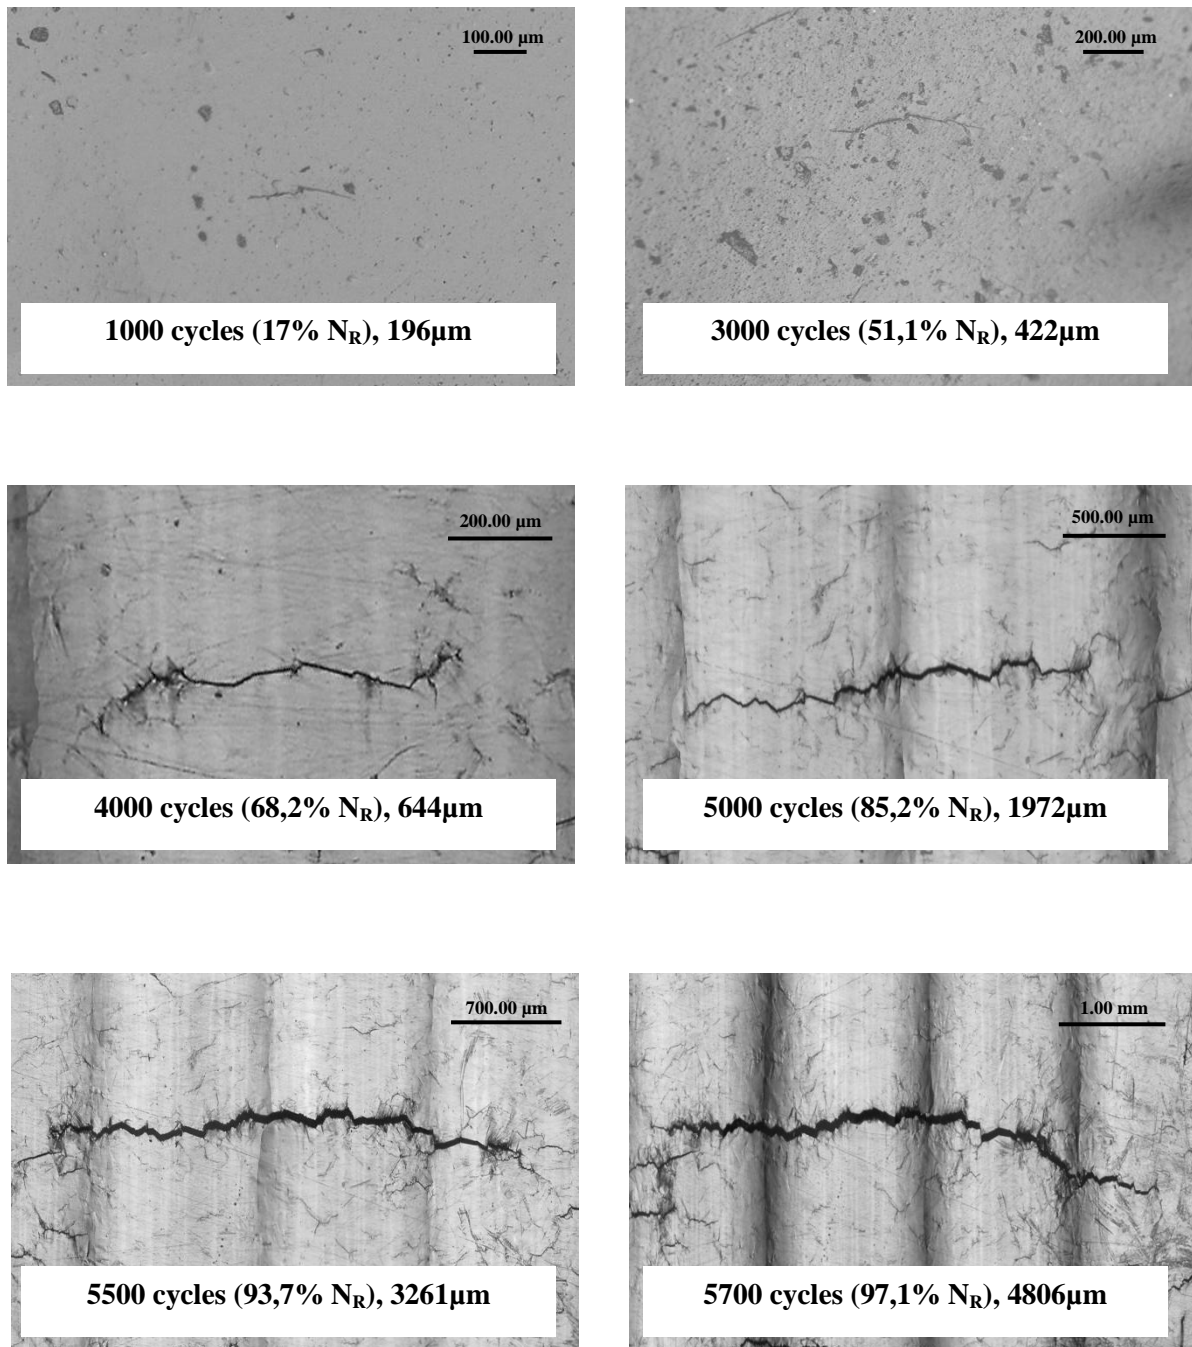 100.00 µm
200.00 µm
1000 cycles (17% NR), 196µm
3000 cycles (51,1% NR), 422µm
200.00 µm
500.00 µm
4000 cycles (68,2% NR), 644µm
5000 cycles (85,2% NR), 1972µm
700.00 µm
1.00 mm
5500 cycles (93,7% NR), 3261µm
5700 cycles (97,1% NR), 4806µm